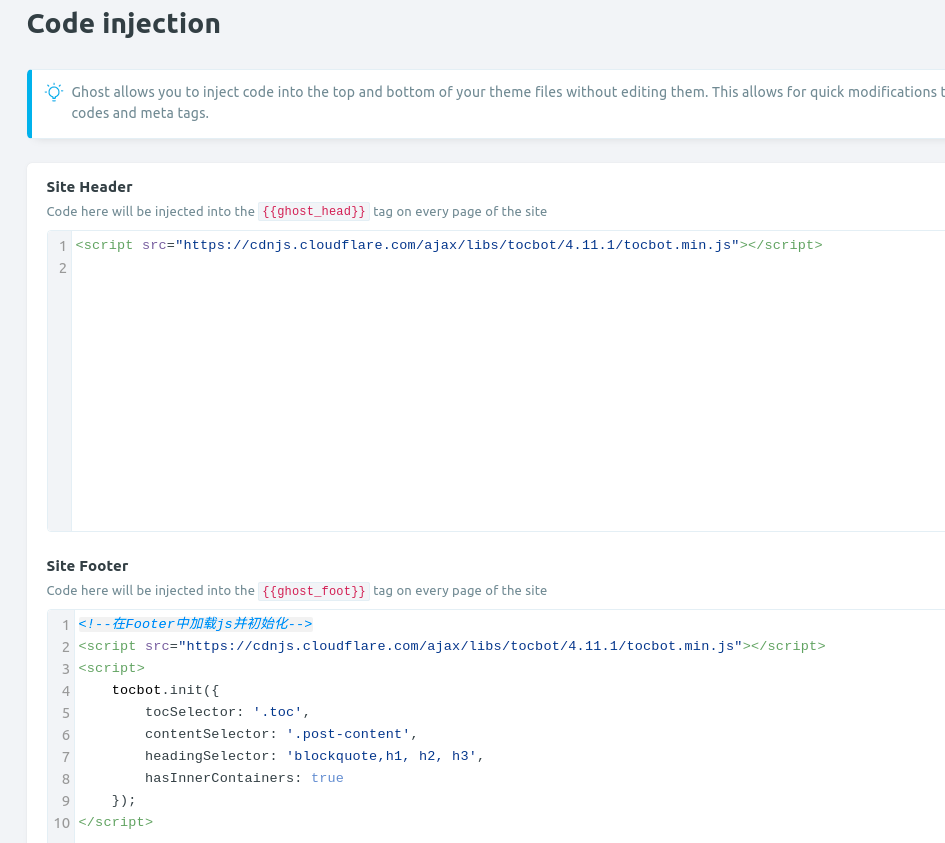 Code injection
Ghost allows you to inject code into the top and bottom of your theme files without editing them. This allows for quick modifications
codes and meta tags.
Site Header
Code here will be injected into the {{ghost_head}} tag on every page of the site
1 <script src="https://cdnjs.cloudflare.com/ajax/libs/tocbot/4.11.1/tocbot.min.js"></script>
2
Site Footer
Code here will be injected into the {{ghost_foot}} tag on every page of the site
1 <!--在Footer中加载js并初始化-->
2 <script src="https://cdnjs.cloudflare.com/ajax/libs/tocbot/4.11.1/tocbot.min.js"></script>
3 <script>
4     tocbot.init({
5         tocSelector: '.toc',
6         contentSelector: '.post-content',
7         headingSelector: 'blockquote,h1, h2, h3',
8         hasInnerContainers: true
9     });
10 </script>